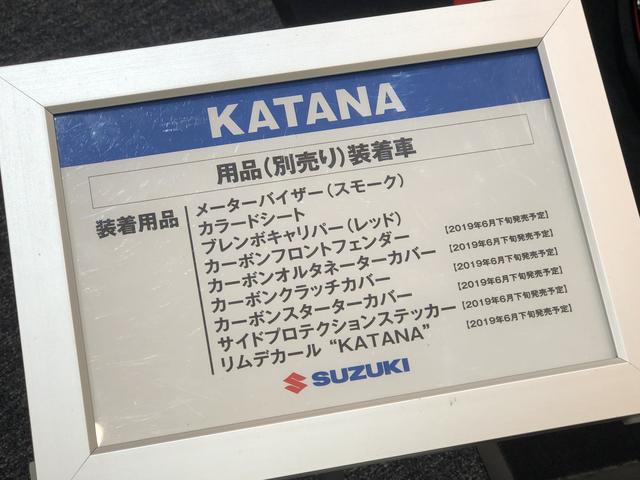 KATANA
用品(別売り)装着車
装着用品
メーターバイザー(スモーク)
カラードシート
ブレンボキャリパー(レッド)
カーボンフロントフェンダー [2019年6月下旬発売予定]
カーボンオルタネーターカバー [2019年6月下旬発売予定]
カーボンクラッチカバー [2019年6月下旬発売予定]
カーボンスターターカバー [2019年6月下旬発売予定]
サイドプロテクションステッカー [2019年6月下旬発売予定]
リムデカール “KATANA” [2019年6月下旬発売予定]
SUZUKI